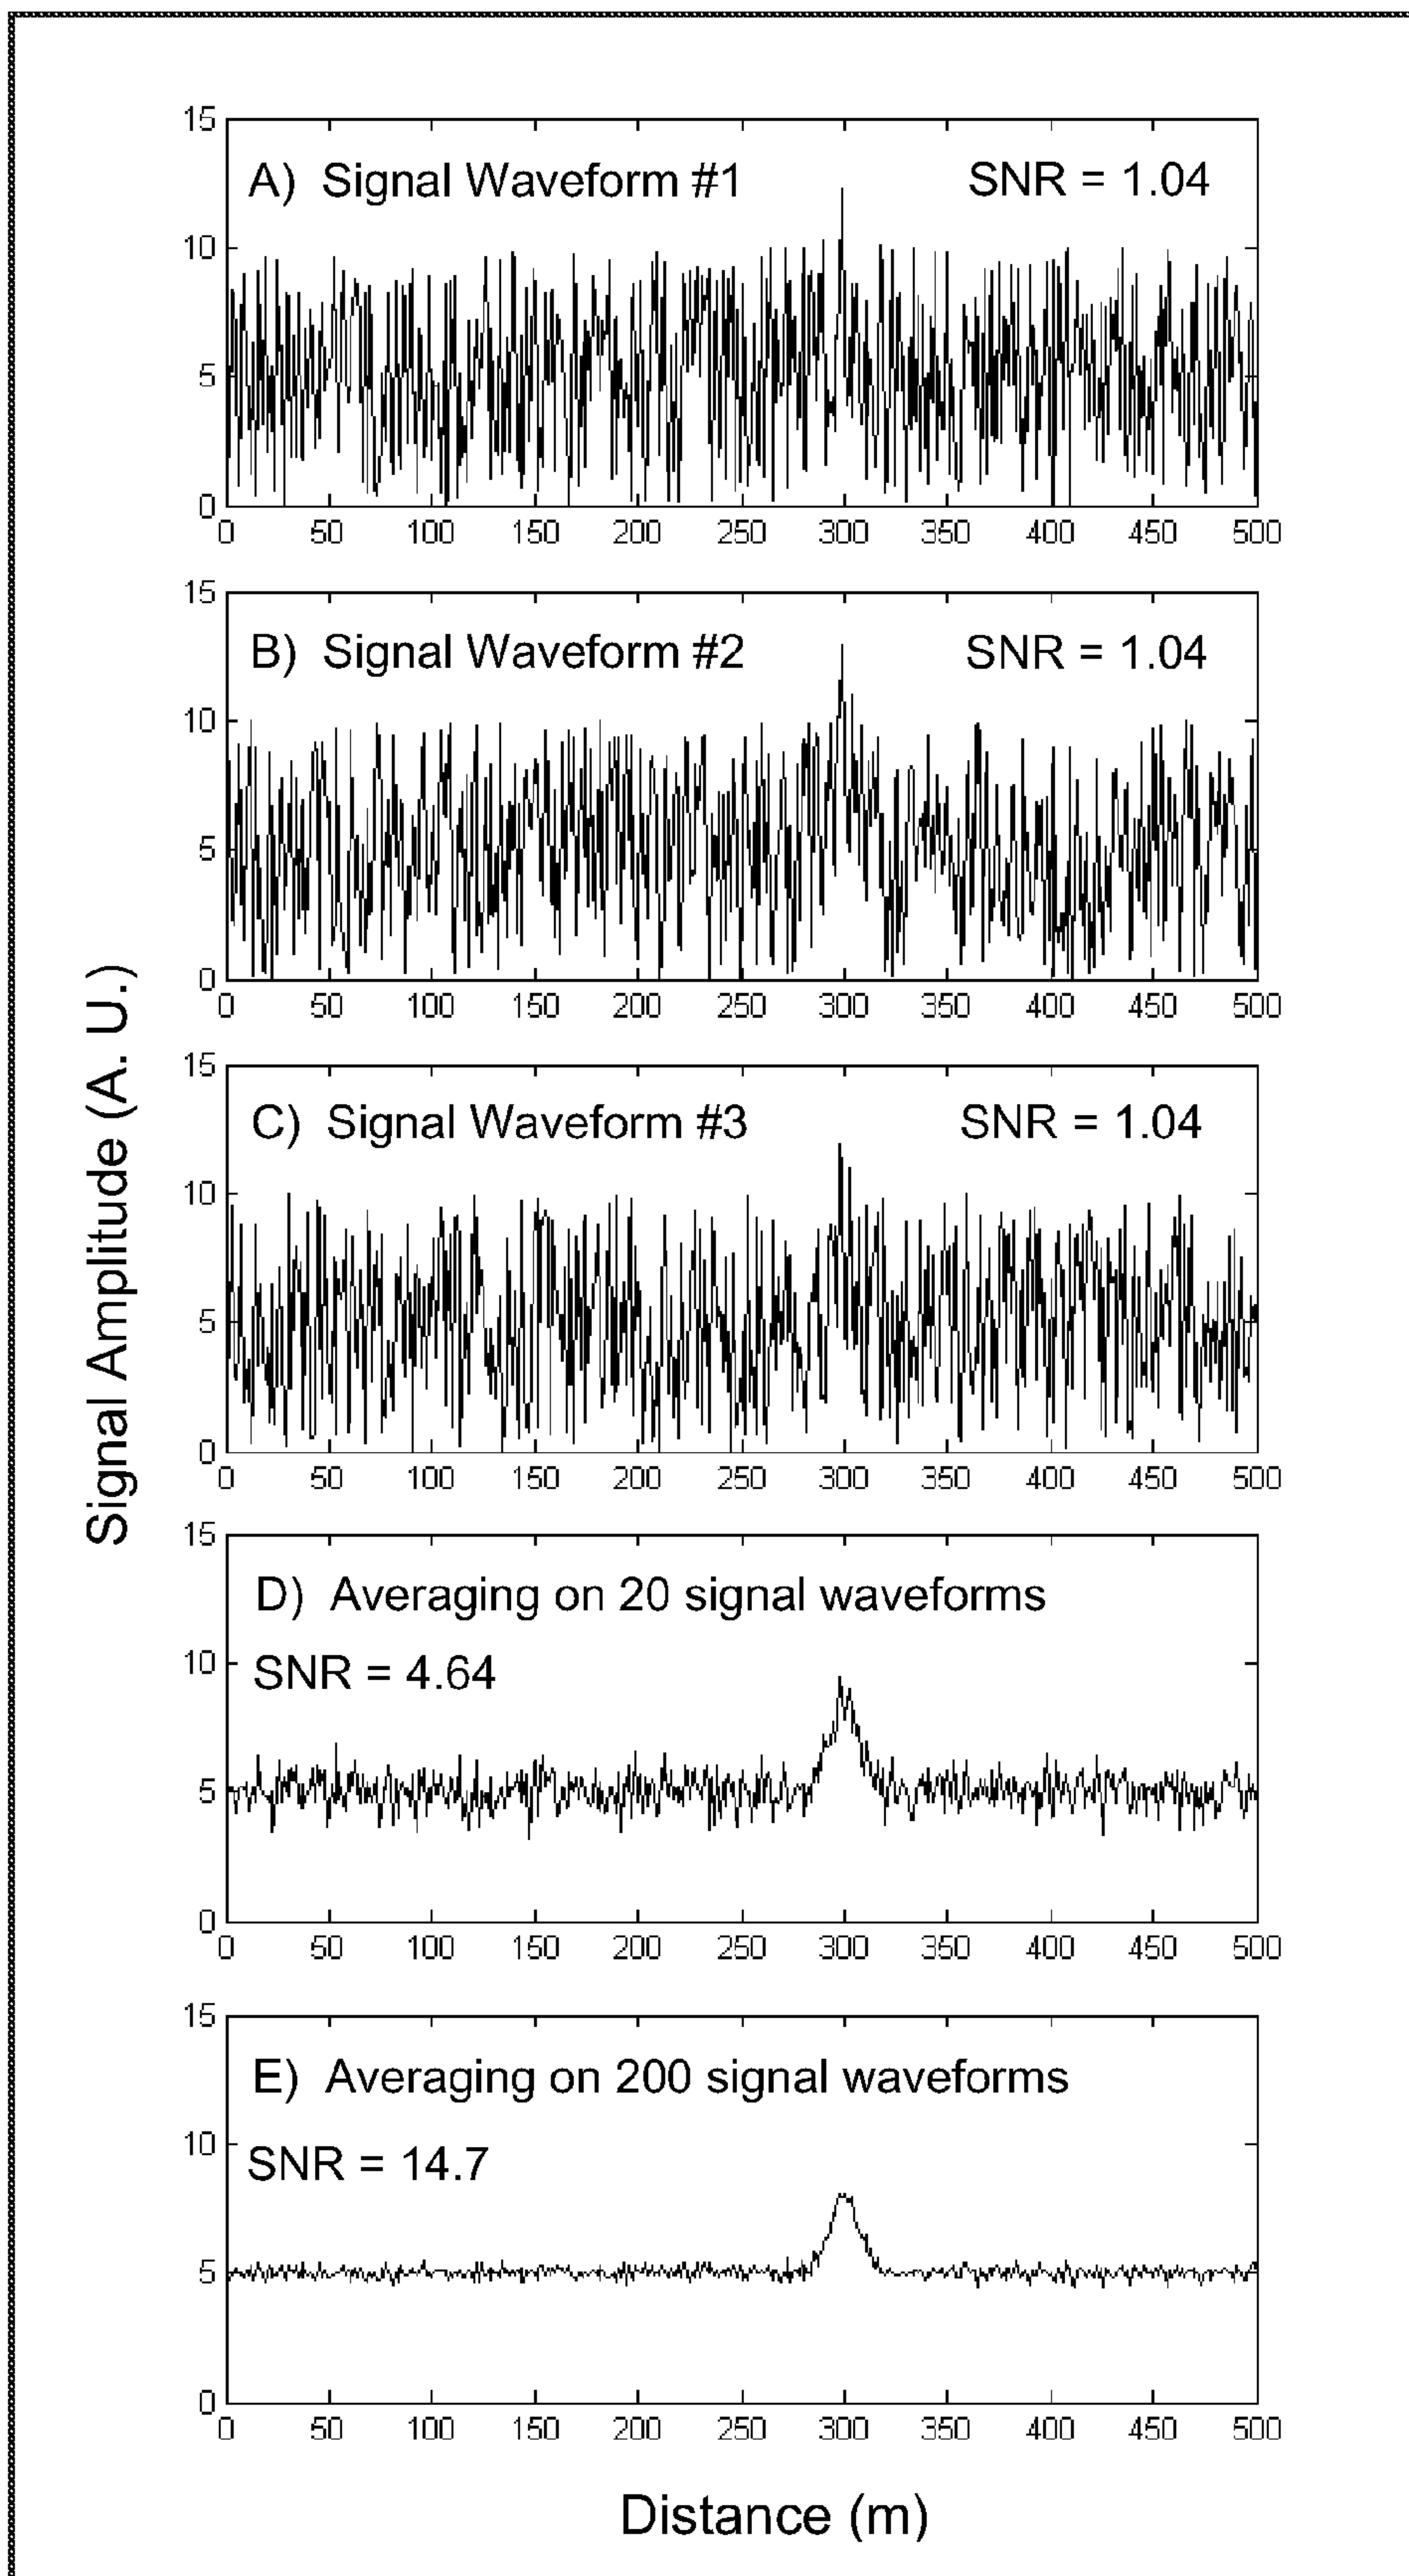 15
A) Signal Waveform #1 SNR = 1.04
10
5
0
0 50 100 150 200 250 300 350 400 450 500
15
B) Signal Waveform #2 SNR = 1.04
10
5
0
0 50 100 150 200 250 300 350 400 450 500
Signal Amplitude (A. U.)
15
C) Signal Waveform #3 SNR = 1.04
10
5
0
0 50 100 150 200 250 300 350 400 450 500
15
D) Averaging on 20 signal waveforms
10
SNR = 4.64
5
0
0 50 100 150 200 250 300 350 400 450 500
15
E) Averaging on 200 signal waveforms
10
SNR = 14.7
5
0
0 50 100 150 200 250 300 350 400 450 500
Distance (m)